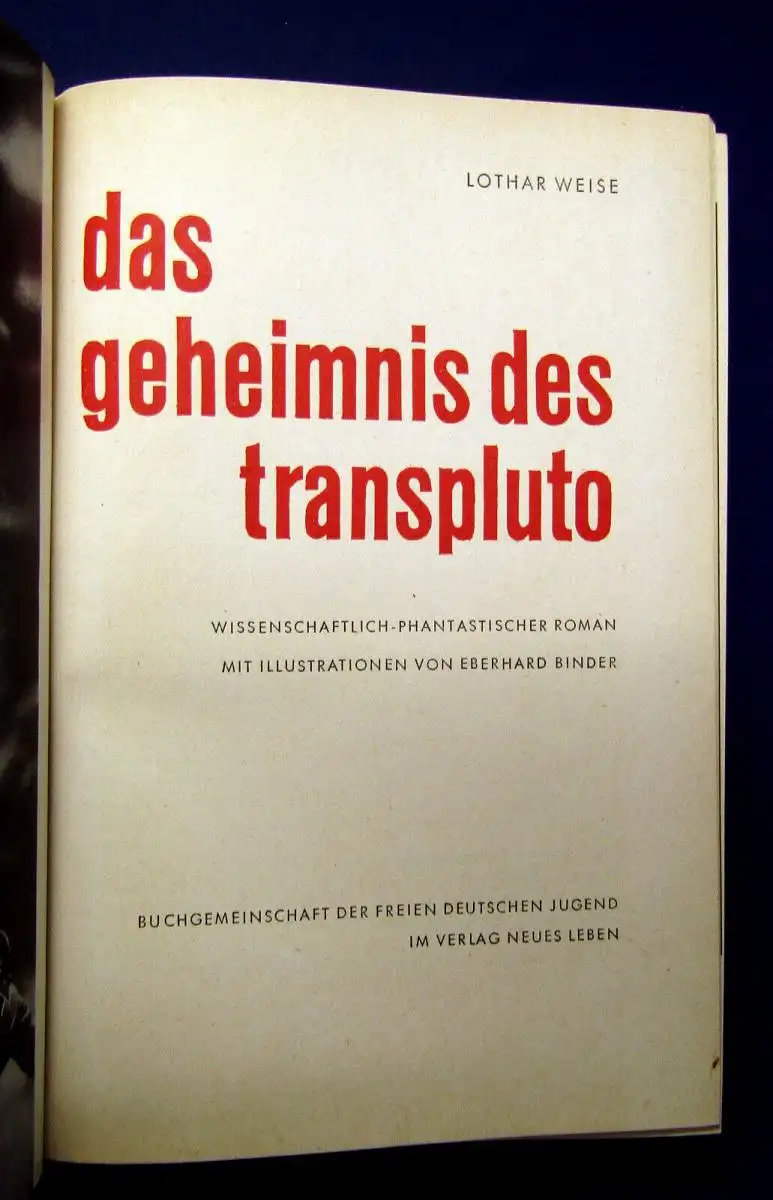 LOTHAR WEISE
das
geheimnis des
transpluto
WISSENSCHAFTLICH-PHANTASTISCHER ROMAN
MIT ILLUSTRATIONEN VON EBERHARD BINDER
BUCHGEMEINSCHAFT DER FREIEN DEUTSCHEN JUGEND
IM VERLAG NEUES LEBEN